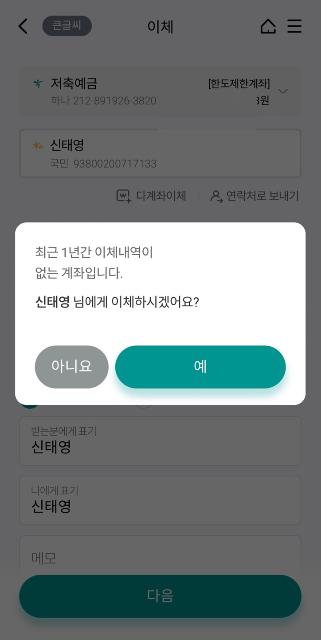 큰글씨
이체
저축예금
[한도제한계좌]
하나 212-891926-3820
원
신태영
국민 93800200717133
다계좌이체
연락처로 보내기
최근 1년간 이체내역이
없는 계좌입니다.
신태영 님에게 이체하시겠어요?
아니요
예
받는분에게 표기
신태영
나에게 표기
신태영
메모
다음